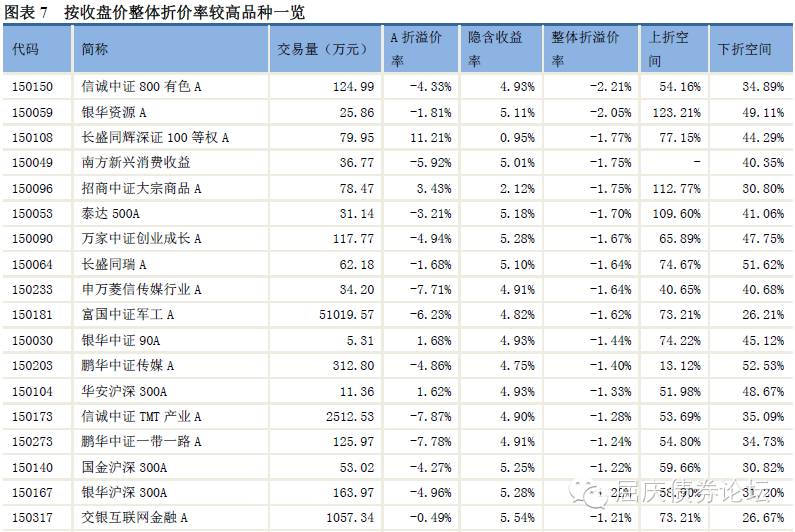 图表 7 按收盘价整体折价率较高品种一览
代码 简称 交易量（万元） A 折溢价率 隐含收益率 整体折溢价率 上折空间 下折空间
150150 信诚中证 800 有色 A 124.99 -4.33% 4.93% -2.21% 54.16% 34.89%
150059 银华资源 A 25.86 -1.81% 5.11% -2.05% 123.21% 49.11%
150108 长盛同辉深证 100 等权 A 79.95 11.21% 0.95% -1.77% 77.15% 44.29%
150049 南方新兴消费收益 36.77 -5.92% 5.01% -1.75% - 40.35%
150096 招商中证大宗商品 A 78.47 3.43% 2.12% -1.75% 112.77% 30.80%
150053 泰达 500A 31.14 -3.21% 5.18% -1.70% 109.60% 41.06%
150090 万家中证创业成长 A 117.77 -4.94% 5.28% -1.67% 65.89% 47.75%
150064 长盛同瑞 A 62.18 -1.68% 5.10% -1.64% 74.67% 51.62%
150233 申万菱信传媒行业 A 34.20 -7.71% 4.91% -1.64% 40.65% 40.68%
150181 富国中证军工 A 51019.57 -6.23% 4.82% -1.62% 73.21% 26.21%
150030 银华中证 90A 5.31 1.68% 4.93% -1.44% 74.22% 45.12%
150203 鹏华中证传媒 A 312.80 -4.86% 4.75% -1.40% 13.12% 52.53%
150104 华安沪深 300A 11.36 1.62% 4.93% -1.33% 51.98% 48.67%
150173 信诚中证 TMT 产业 A 2512.53 -7.87% 4.90% -1.28% 53.69% 35.09%
150273 鹏华中证一带一路 A 125.97 -7.78% 4.91% -1.24% 54.80% 34.73%
150140 国金沪深 300A 53.02 -4.27% 5.25% -1.22% 59.66% 30.82%
150167 银华沪深 300A 163.97 -4.96% 5.28%
150317 交银互联网金融 A 1057.34 -0.49% 5.54% -1.21% 73.21% 26.67%
屈庆债券论坛